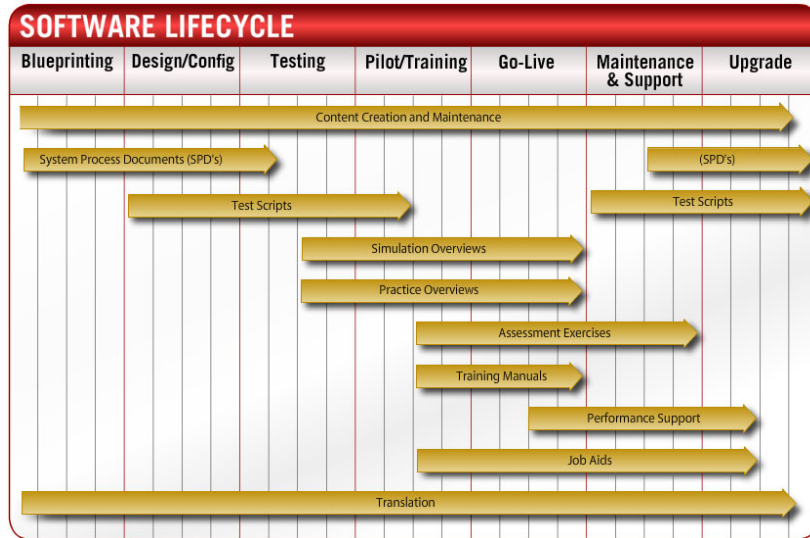 SOFTWARE LIFECYCLE
Blueprinting Design/Config Testing Pilot/Training Go-Live Maintenance & Support Upgrade
Content Creation and Maintenance
System Process Documents (SPD's) (SPD's)
Test Scripts Test Scripts
Simulation Overviews
Practice Overviews
Assessment Exercises
Training Manuals
Performance Support
Job Aids
Translation